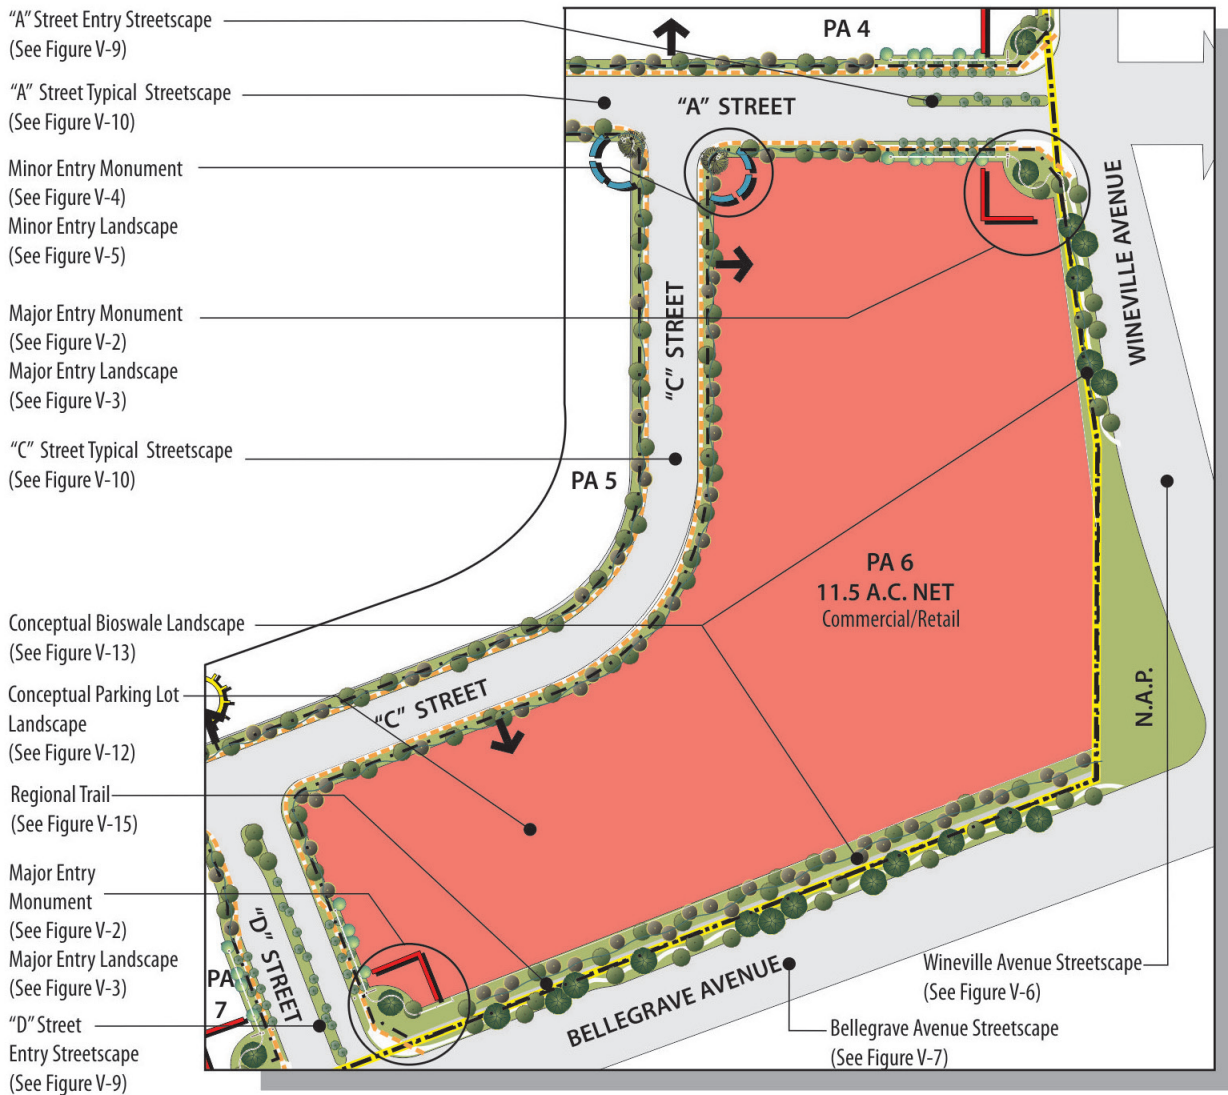 “A” Street Entry Streetscape
(See Figure V-9)
“A” Street Typical Streetscape
(See Figure V-10)
Minor Entry Monument
(See Figure V-4)
Minor Entry Landscape
(See Figure V-5)
Major Entry Monument
(See Figure V-2)
Major Entry Landscape
(See Figure V-3)
“C” Street Typical Streetscape
(See Figure V-10)
Conceptual Bioswale Landscape
(See Figure V-13)
Conceptual Parking Lot
Landscape
(See Figure V-12)
Regional Trail
(See Figure V-15)
Major Entry
Monument
(See Figure V-2)
Major Entry Landscape
(See Figure V-3)
“D” Street
Entry Streetscape
(See Figure V-9)
PA 4
“A” STREET
WINEVILLE AVENUE
“C” STREET
PA 5
PA 6
11.5 A.C. NET
Commercial/Retail
N.A.P.
“C” STREET
“D” STREET
PA
7
BELLEGRAVE AVENUE
Wineville Avenue Streetscape
(See Figure V-6)
Bellegrave Avenue Streetscape
(See Figure V-7)